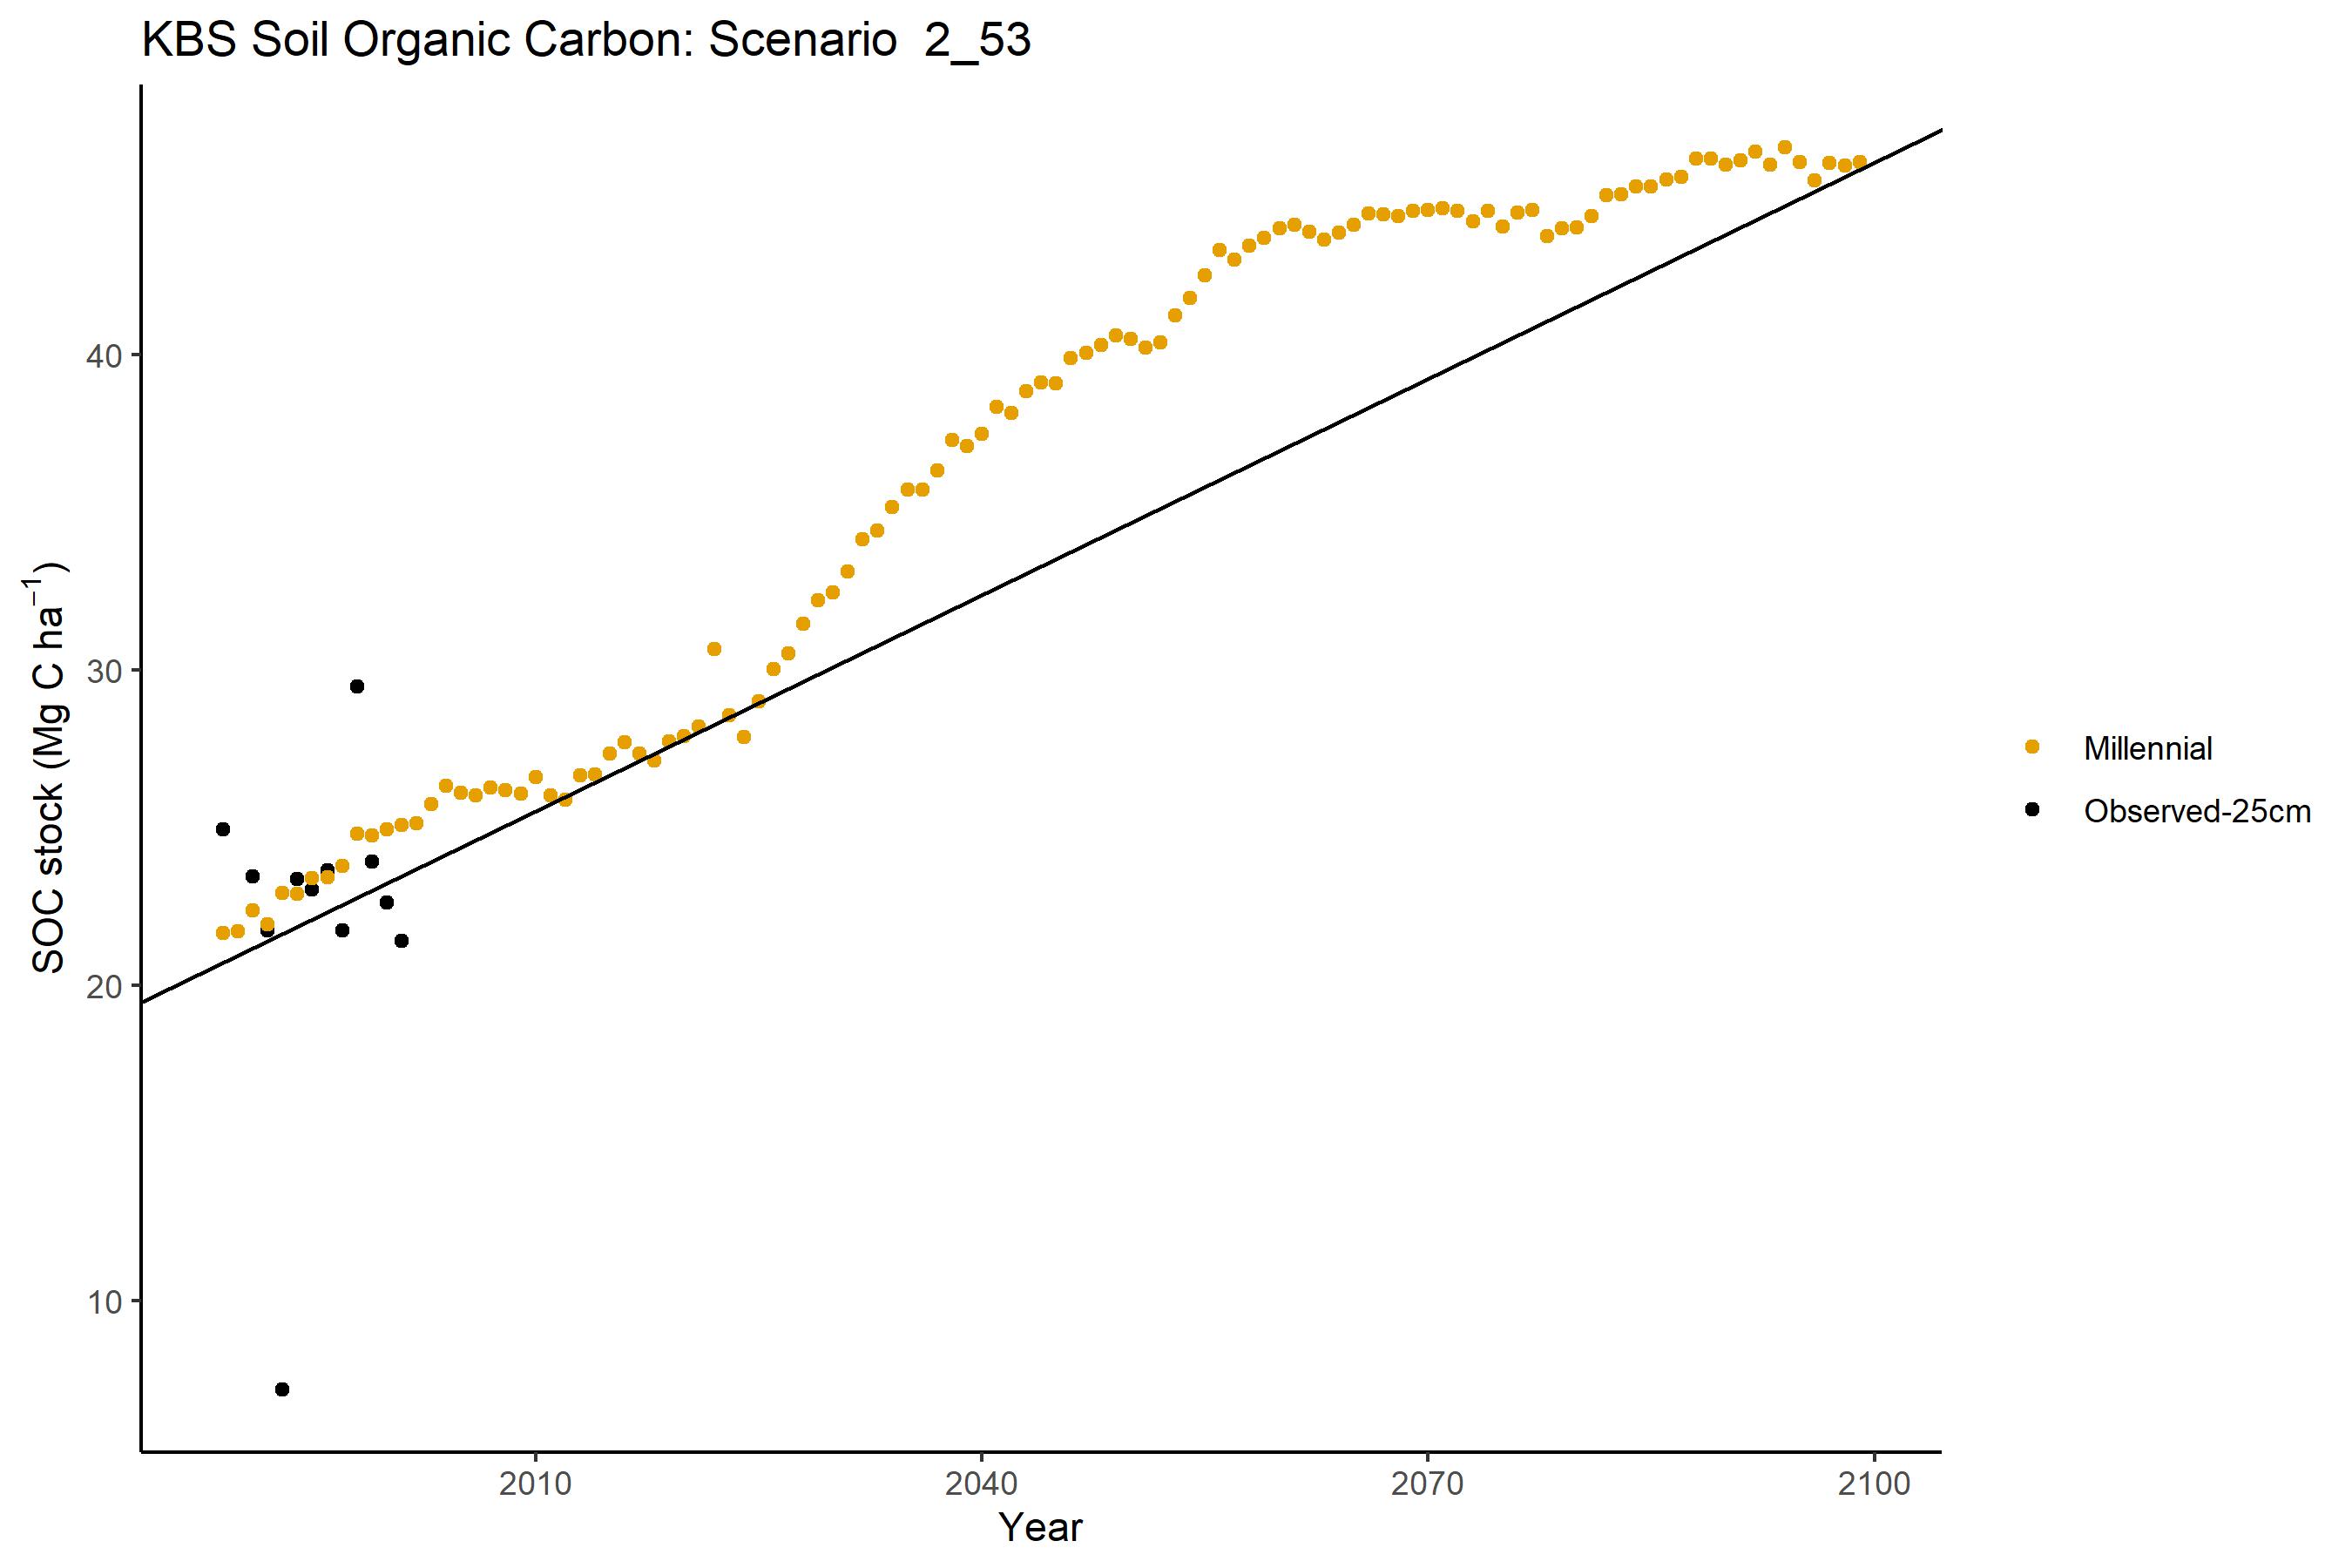 KBS Soil Organic Carbon: Scenario  2_53
SOC stock (Mg C ha−1)
40
30
20
10
2010
2040
2070
2100
Year
Millennial
Observed-25cm